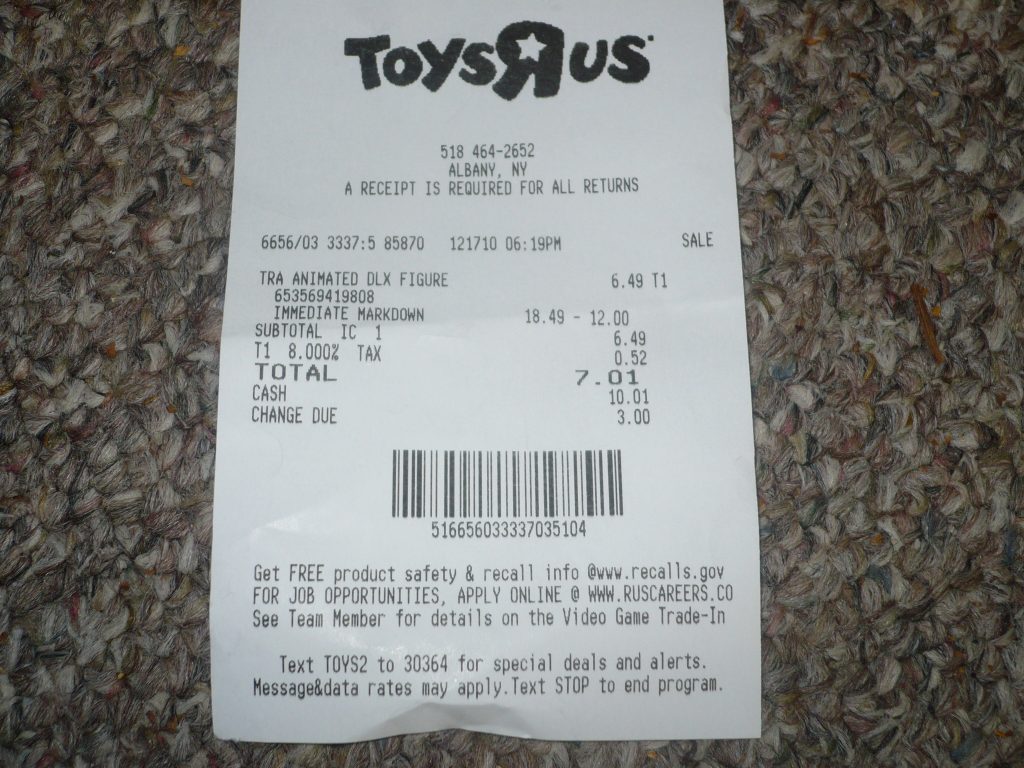 TOYSЯUS
518 464-2652
ALBANY, NY
A RECEIPT IS REQUIRED FOR ALL RETURNS
6656/03 3337:5 85870 121710 06:19PM SALE
TRA ANIMATED DLX FIGURE 6.49 T1
653569419808
IMMEDIATE MARKDOWN 18.49 - 12.00
SUBTOTAL IC 1 6.49
T1 8.000% TAX 0.52
TOTAL 7.01
CASH 10.01
CHANGE DUE 3.00
516656033337035104
Get FREE product safety & recall info @www.recalls.gov
FOR JOB OPPORTUNITIES, APPLY ONLINE @ WWW.RUSCAREERS.CO
See Team Member for details on the Video Game Trade-In
Text TOYS2 to 30364 for special deals and alerts.
Message&data rates may apply.Text STOP to end program.